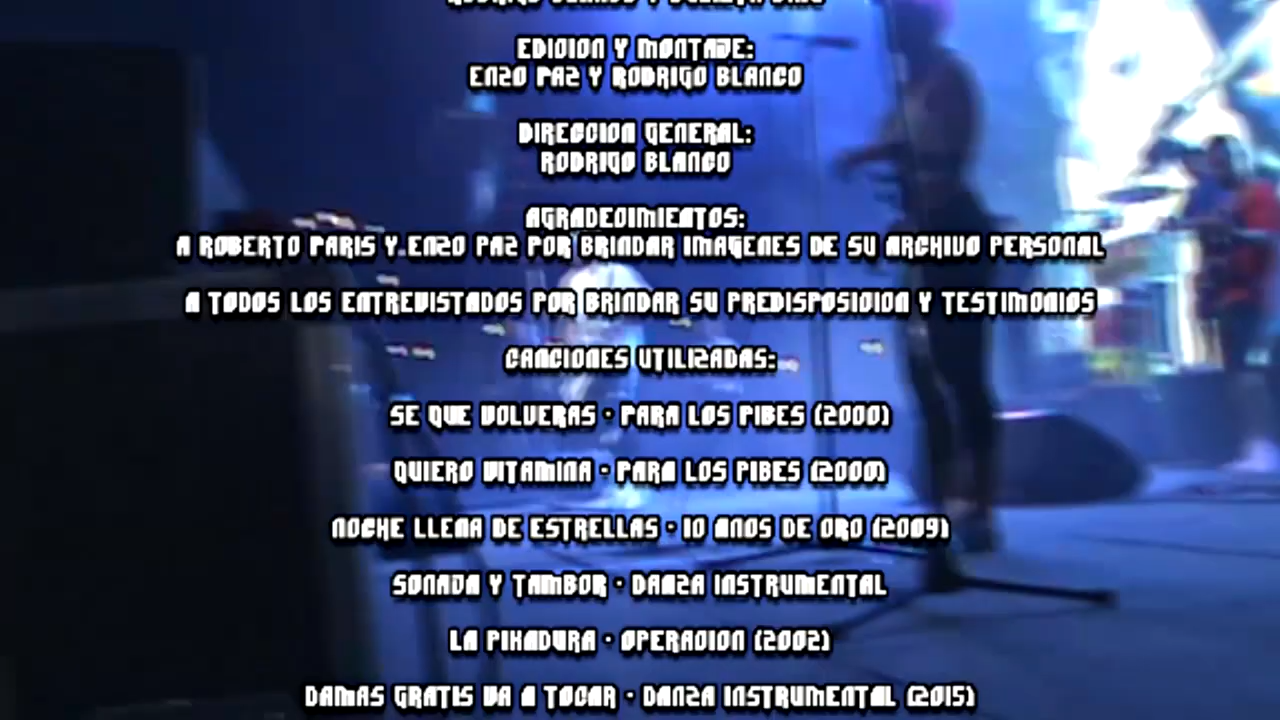 EDICION Y MONTAJE:
ENZO PAZ Y RODRIGO BLANCO
DIRECCION GENERAL:
RODRIGO BLANCO
AGRADECIMIENTOS:
A ROBERTO PARIS Y ENZO PAZ POR BRINDAR IMAGENES DE SU ARCHIVO PERSONAL
A TODOS LOS ENTREVISTADOS POR BRINDAR SU PREDISPOSICION Y TESTIMONIOS
CANCIONES UTILIZADAS:
SE QUE VOLVERAS - PARA LOS PIBES (2000)
QUIERO VITAMINA - PARA LOS PIBES (2000)
NOCHE LLENA DE ESTRELLAS - 10 ANOS DE ORO (2009)
SONADA Y TAMBOR - DANZA INSTRUMENTAL
LA PIKADURA - OPERACION (2002)
DAMAS GRATIS VA A TOCAR - DANZA INSTRUMENTAL (2015)